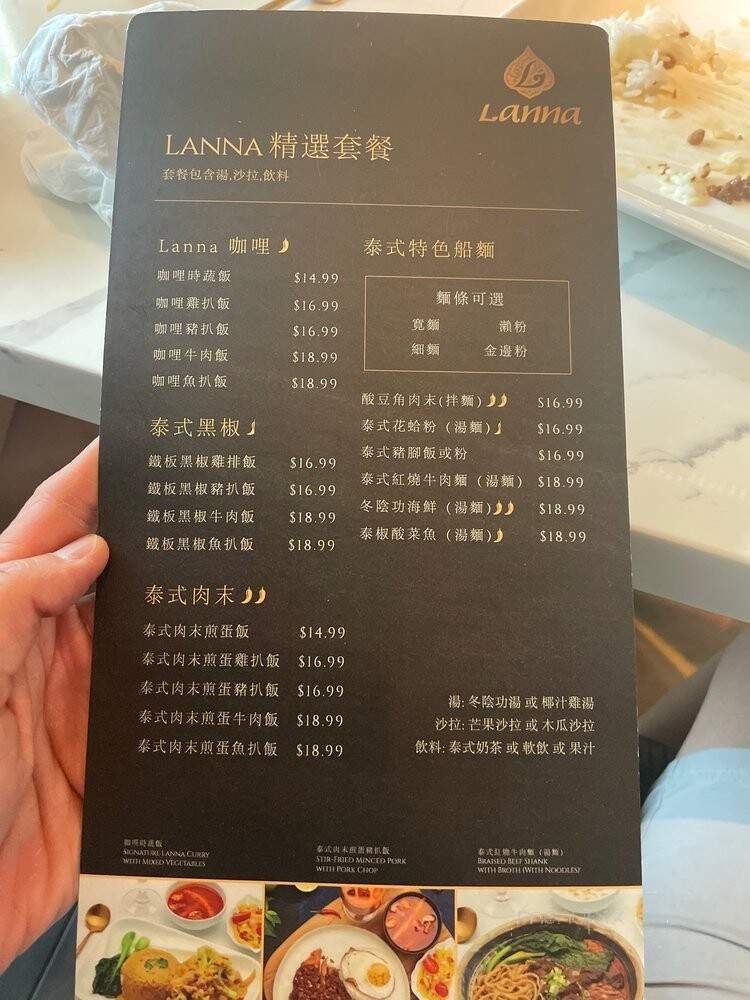 Lanna
LANNA 精選套餐
套餐包含湯,沙拉,飲料
Lanna 咖哩
咖哩時蔬飯 $14.99
咖哩雞扒飯 $16.99
咖哩豬扒飯 $16.99
咖哩牛肉飯 $18.99
咖哩魚扒飯 $18.99
泰式黑椒
鐵板黑椒雞排飯 $16.99
鐵板黑椒豬扒飯 $16.99
鐵板黑椒牛肉飯 $18.99
鐵板黑椒魚扒飯 $18.99
泰式肉末
泰式肉末煎蛋飯 $14.99
泰式肉末煎蛋雞扒飯 $16.99
泰式肉末煎蛋豬扒飯 $16.99
泰式肉末煎蛋牛肉飯 $18.99
泰式肉末煎蛋魚扒飯 $18.99
泰式特色船麵
麵條可選
寬麵 瀨粉
細麵 金邊粉
酸豆角肉末(拌麵) $16.99
泰式花蛤粉 (湯麵) $16.99
泰式豬腳飯或粉 $16.99
泰式紅燒牛肉麵 (湯麵) $18.99
冬陰功海鮮 (湯麵) $18.99
泰椒酸菜魚 (湯麵) $18.99
湯: 冬陰功湯 或 椰汁雞湯
沙拉: 芒果沙拉 或 木瓜沙拉
飲料: 泰式奶茶 或 軟飲 或 果汁
咖哩時蔬飯
SIGNATURE LANNA CURRY
WITH MIXED VEGETABLES
泰式肉末煎蛋豬扒飯
STIR-FRIED MINCED PORK
WITH PORK CHOP
泰式紅燒牛肉麵 (湯麵)
BRAISED BEEF SHANK
WITH BROTH (WITH NOODLES)